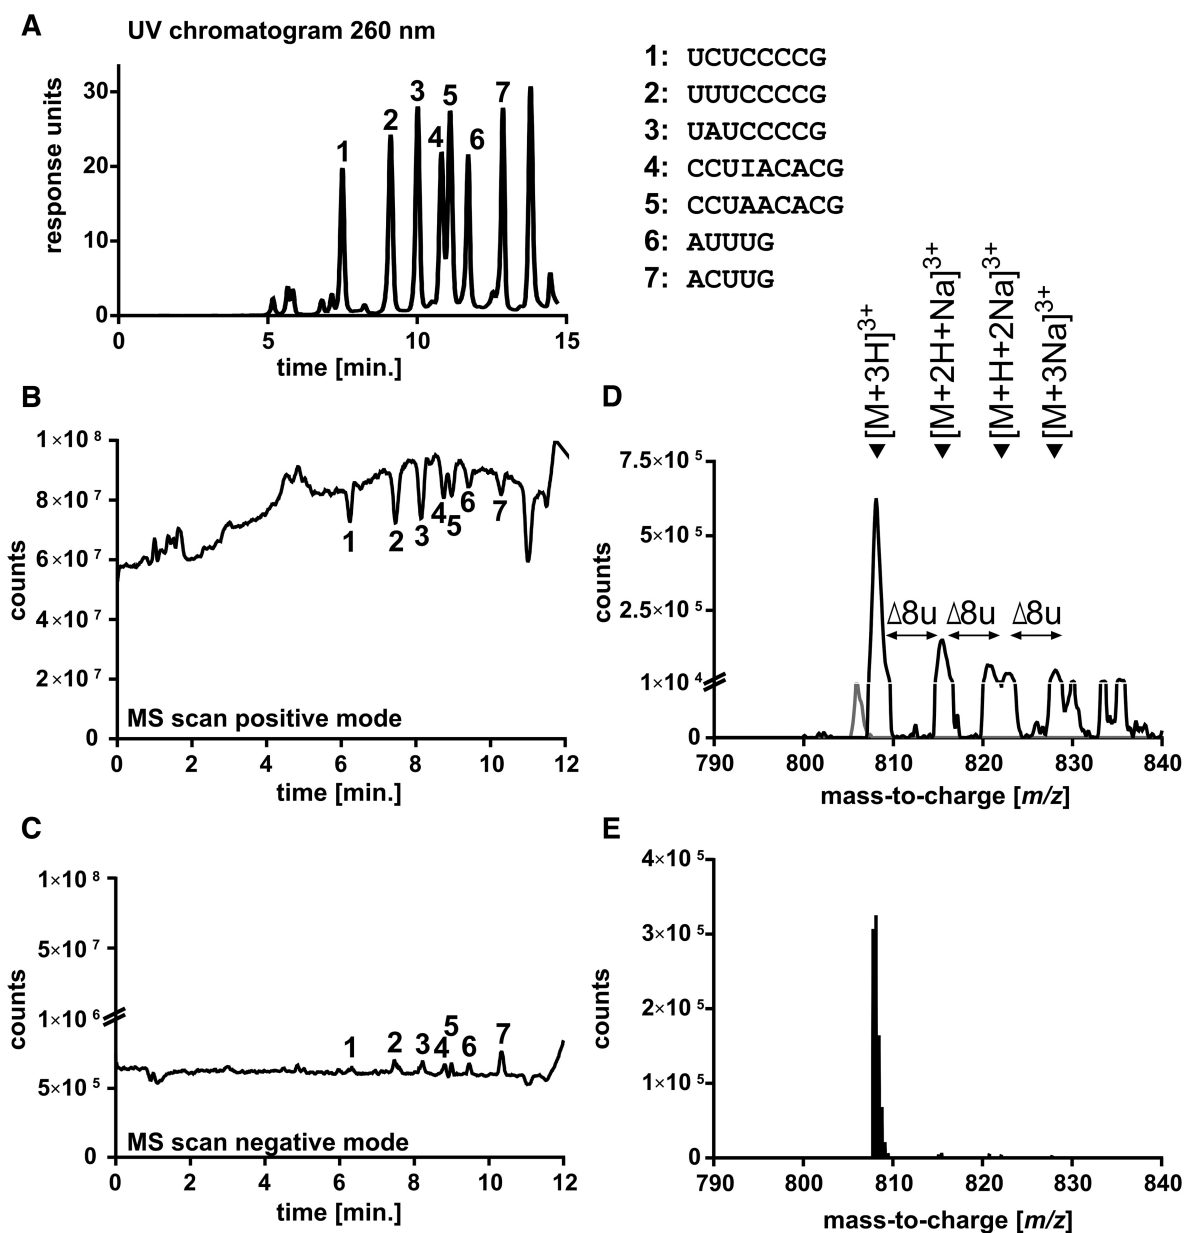 A
UV chromatogram 260 nm
response units
30
20
10
0
0 5 10 15
time [min.]
1 2 3 4 5 6 7
1: UCUCCCCG
2: UUUCCCCG
3: UAUCCCCG
4: CCUIACACG
5: CCUAACACG
6: AUUUG
7: ACUUG
B
counts
1×10⁸
8×10⁷
6×10⁷
4×10⁷
2×10⁷
0
1 2 3 4 5 6 7
MS scan positive mode
0 2 4 6 8 10 12
time [min.]
C
counts
1×10⁸
5×10⁷
1×10⁶
5×10⁵
0
1 2 3 4 5 6 7
MS scan negative mode
0 2 4 6 8 10 12
time [min.]
D
[M+3H]³⁺
[M+2H+Na]³⁺
[M+H+2Na]³⁺
[M+3Na]³⁺
counts
7.5×10⁵
5×10⁵
2.5×10⁵
1×10⁴
0
Δ8u Δ8u Δ8u
790 800 810 820 830 840
mass-to-charge [m/z]
E
counts
4×10⁵
3×10⁵
2×10⁵
1×10⁵
0
790 800 810 820 830 840
mass-to-charge [m/z]